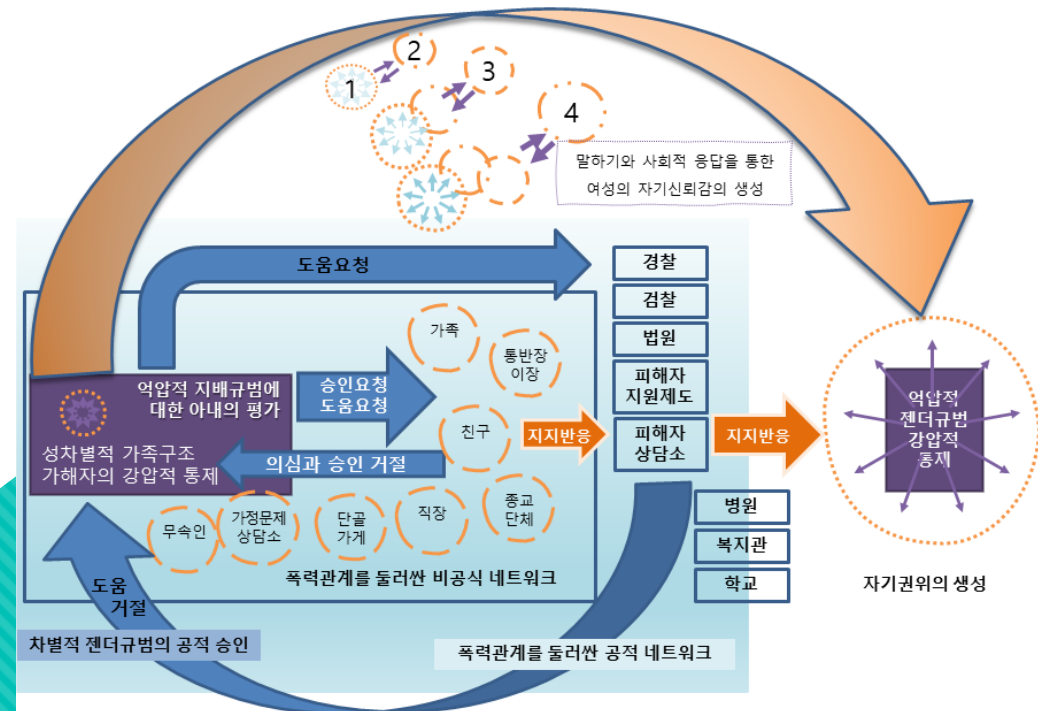 1
2
3
4
말하기와 사회적 응답을 통한
여성의 자기신뢰감의 생성
도움요청
경찰
검찰
법원
피해자
지원제도
피해자
상담소
병원
복지관
학교
가족
통반장
이장
친구
억압적 지배규범에
대한 아내의 평가
성차별적 가족구조
가해자의 강압적 통제
승인요청
도움요청
의심과 승인 거절
지지반응
지지반응
무속인
가정문제
상담소
단골
가게
직장
종교
단체
폭력관계를 둘러싼 비공식 네트워크
도움
거절
차별적 젠더규범의 공적 승인
폭력관계를 둘러싼 공적 네트워크
억압적
젠더규범
강압적
통제
자기권위의 생성